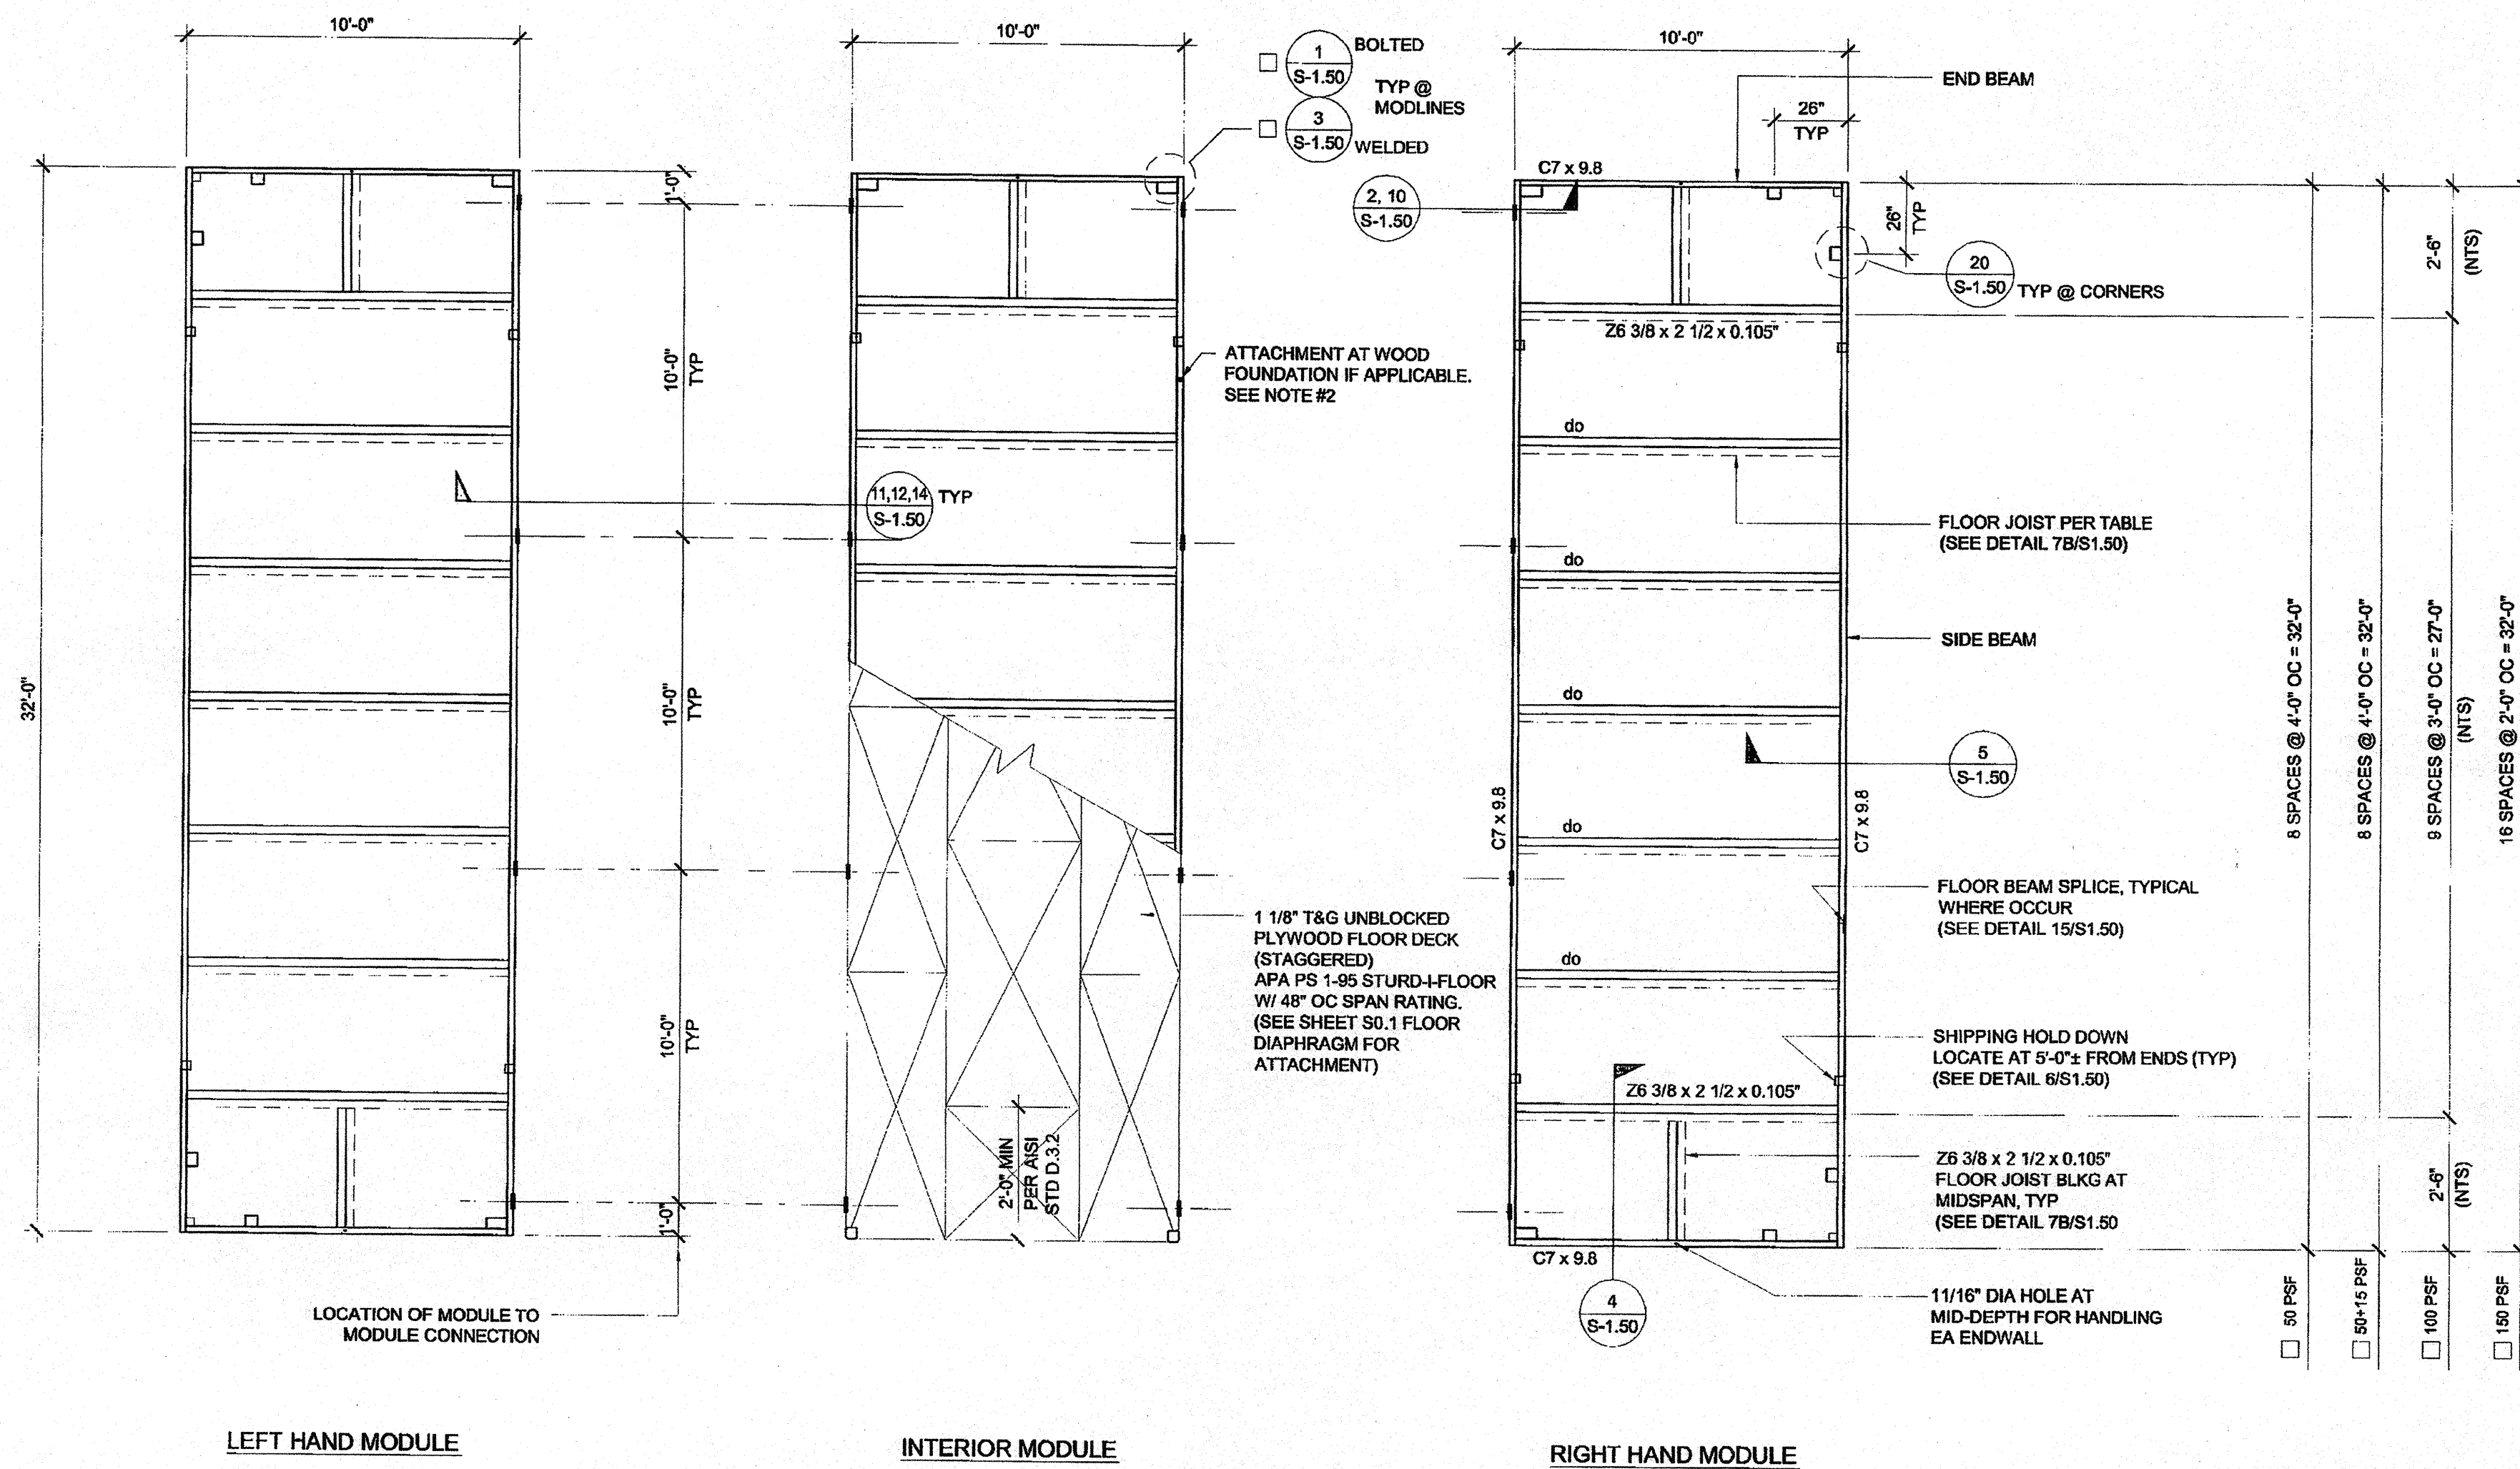 10'-0"
10'-0"
10'-0"
1
S-1.50
BOLTED
TYP @
MODLINES
3
S-1.50
WELDED
2, 10
S-1.50
C7 x 9.8
END BEAM
26"
TYP
26"
TYP
20
S-1.50
TYP @ CORNERS
Z6 3/8 x 2 1/2 x 0.105"
1'-0"
10'-0"
TYP
10'-0"
TYP
10'-0"
TYP
1'-0"
32'-0"
ATTACHMENT AT WOOD
FOUNDATION IF APPLICABLE.
SEE NOTE #2
11,12,14
S-1.50
TYP
do
do
do
do
do
FLOOR JOIST PER TABLE
(SEE DETAIL 7B/S1.50)
SIDE BEAM
5
S-1.50
C7 x 9.8
C7 x 9.8
FLOOR BEAM SPLICE, TYPICAL
WHERE OCCUR
(SEE DETAIL 15/S1.50)
1 1/8" T&G UNBLOCKED
PLYWOOD FLOOR DECK
(STAGGERED)
APA PS 1-95 STURD-I-FLOOR
W/ 48" OC SPAN RATING.
(SEE SHEET S0.1 FLOOR
DIAPHRAGM FOR
ATTACHMENT)
SHIPPING HOLD DOWN
LOCATE AT 5'-0"± FROM ENDS (TYP)
(SEE DETAIL 6/S1.50)
Z6 3/8 x 2 1/2 x 0.105"
2'-0" MIN
PER AISI
STD D.3.2
Z6 3/8 x 2 1/2 x 0.105"
FLOOR JOIST BLKG AT
MIDSPAN, TYP
(SEE DETAIL 7B/S1.50
C7 x 9.8
4
S-1.50
11/16" DIA HOLE AT
MID-DEPTH FOR HANDLING
EA ENDWALL
LOCATION OF MODULE TO
MODULE CONNECTION
8 SPACES @ 4'-0" OC = 32'-0"
8 SPACES @ 4'-0" OC = 32'-0"
2'-6"
(NTS)
9 SPACES @ 3'-0" OC = 27'-0"
(NTS)
2'-6"
(NTS)
16 SPACES @ 2'-0" OC = 32'-0"
50 PSF
50+15 PSF
100 PSF
150 PSF
LEFT HAND MODULE
INTERIOR MODULE
RIGHT HAND MODULE